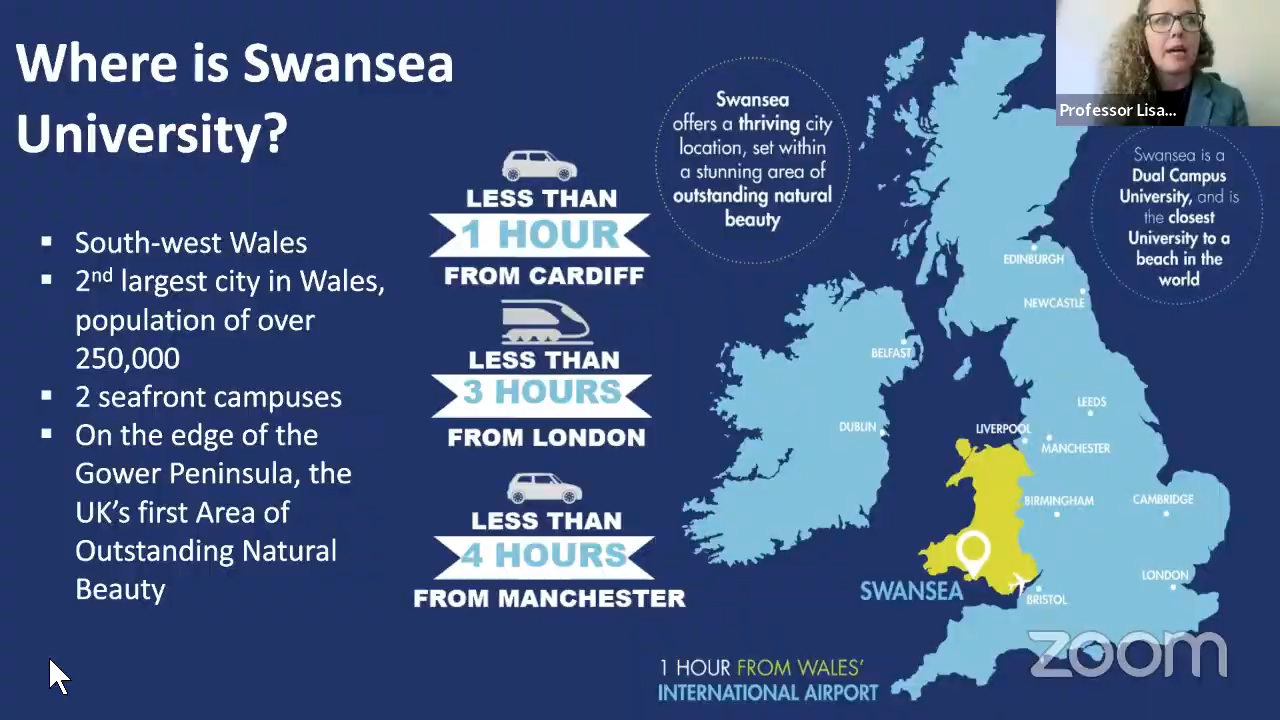 Where is Swansea
University?
▪ South-west Wales
▪ 2nd largest city in Wales,
population of over
250,000
▪ 2 seafront campuses
▪ On the edge of the
Gower Peninsula, the
UK's first Area of
Outstanding Natural
Beauty
LESS THAN
1 HOUR
FROM CARDIFF
LESS THAN
3 HOURS
FROM LONDON
LESS THAN
4 HOURS
FROM MANCHESTER
Swansea
offers a thriving city
location, set within
a stunning area of
outstanding natural
beauty
Professor Lisa...
Swansea is a
Dual Campus
University, and is
the closest
University to a
beach in the
world
EDINBURGH
NEWCASTLE
BELFAST
LEEDS
DUBLIN
LIVERPOOL
MANCHESTER
BIRMINGHAM
CAMBRIDGE
LONDON
SWANSEA
BRISTOL
1 HOUR FROM WALES'
INTERNATIONAL AIRPORT
zoom